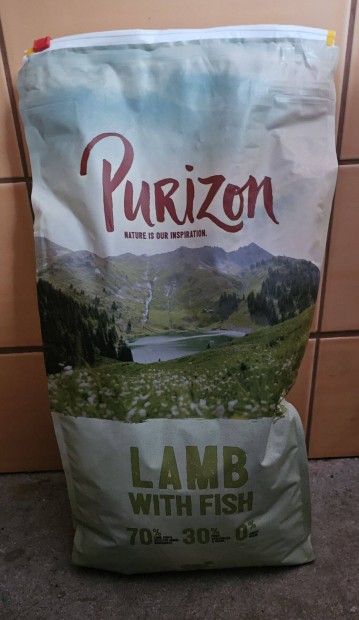 Purizon
NATURE IS OUR INSPIRATION.
LAMB
WITH FISH
70% 30% 0%